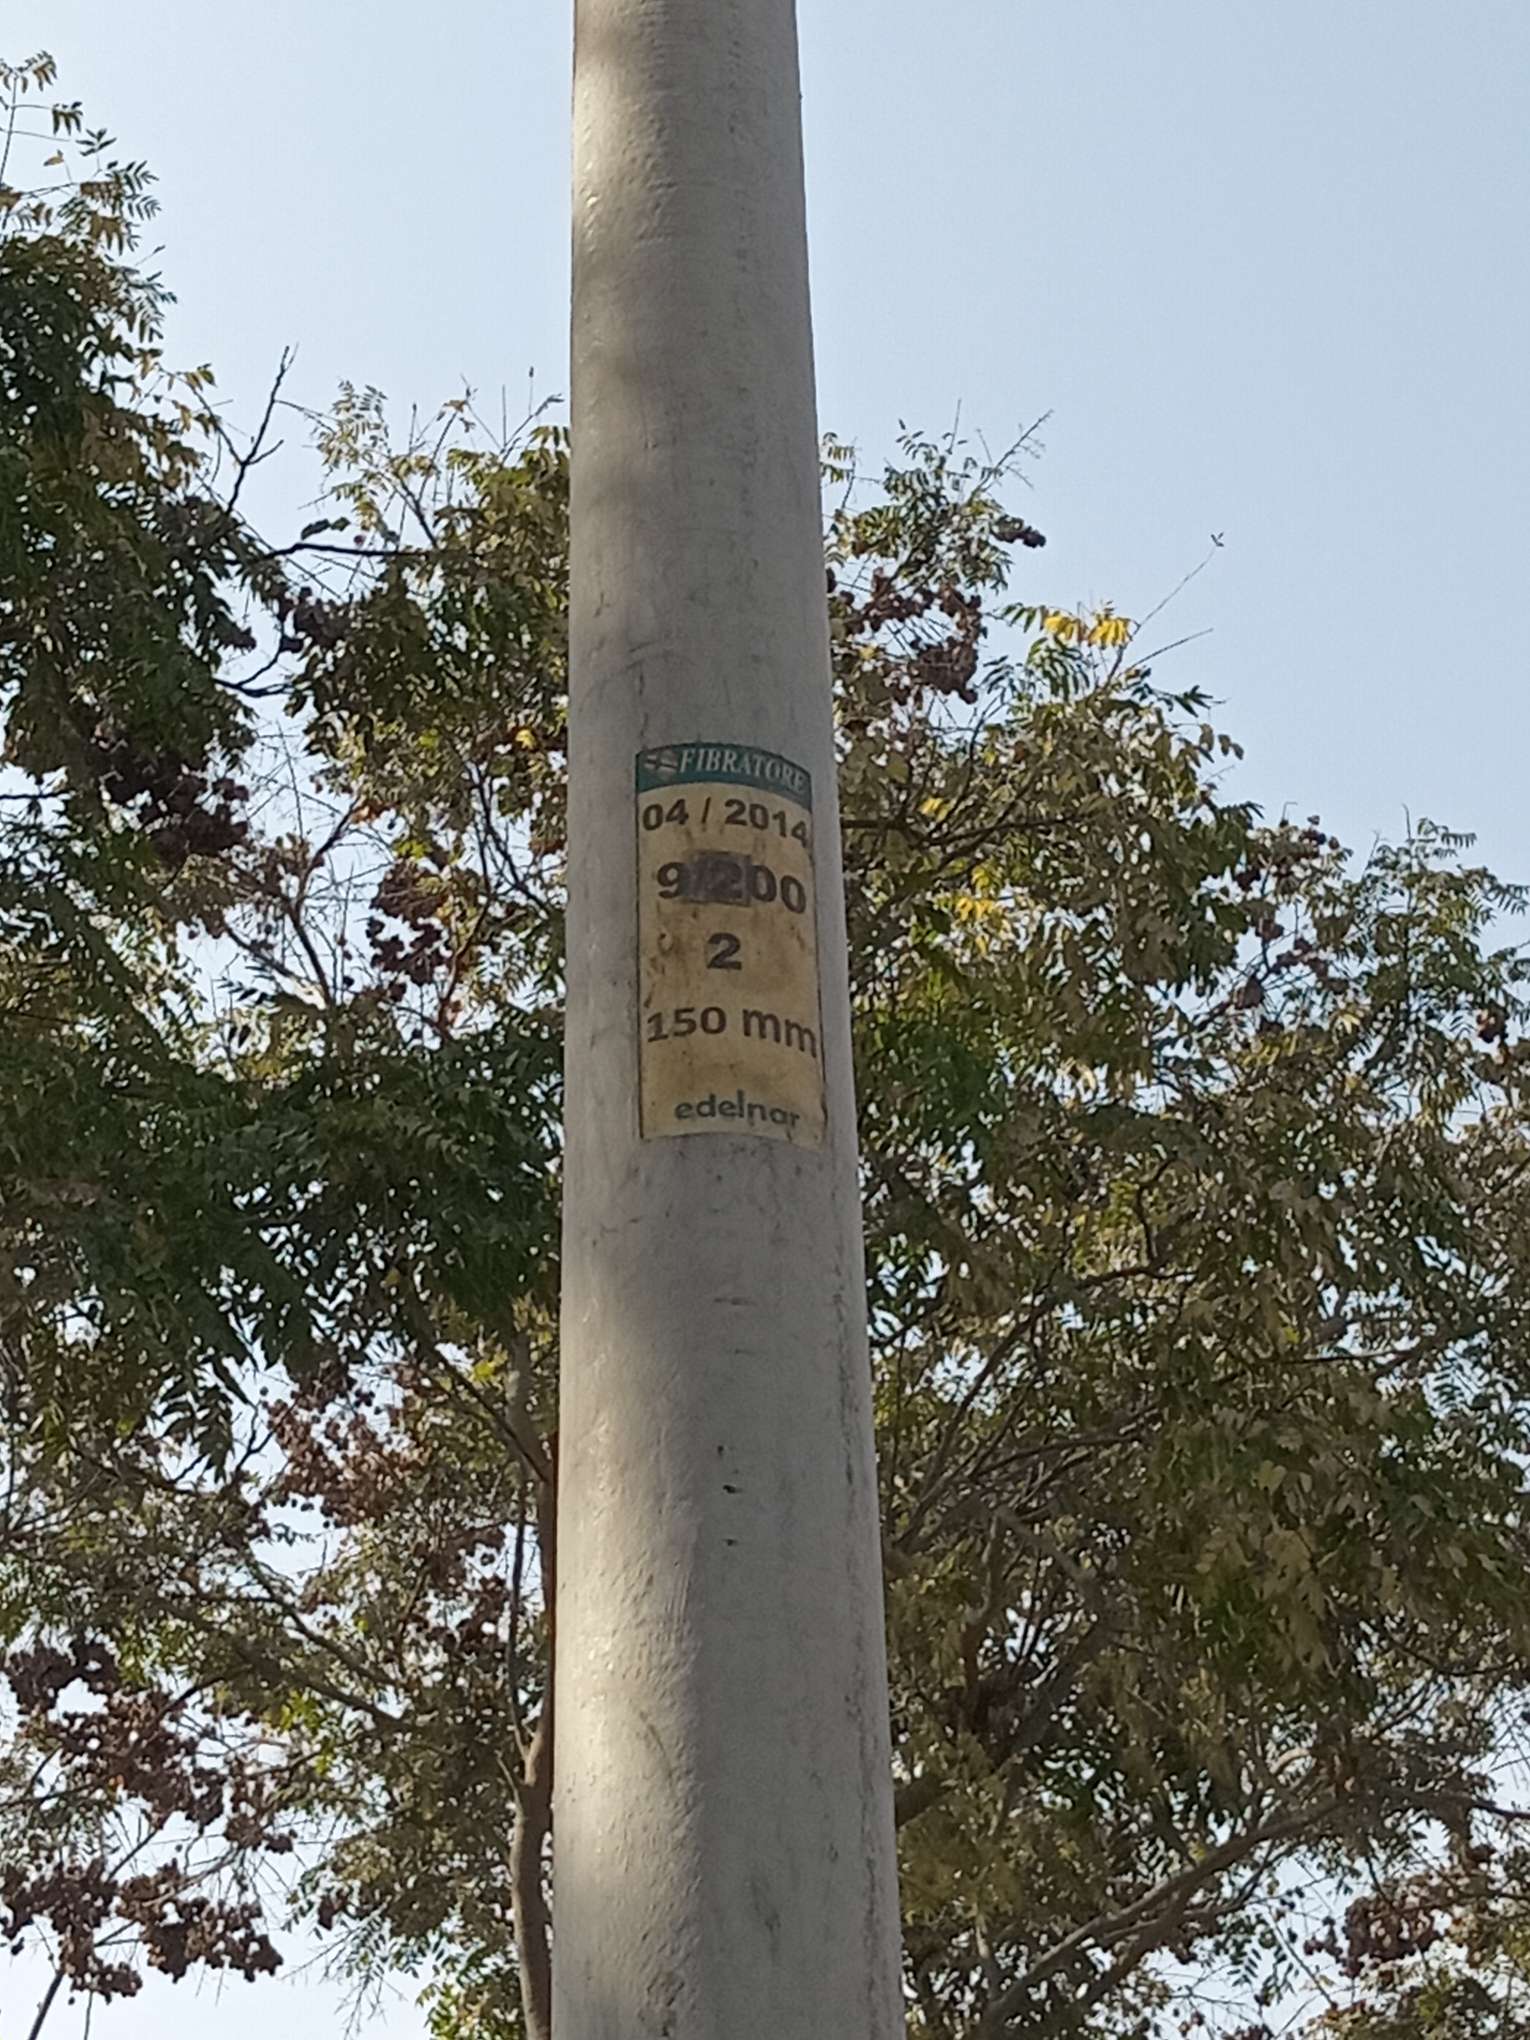 FIBRATORE
04 / 2014
9/200
2
150 mm
edelnor